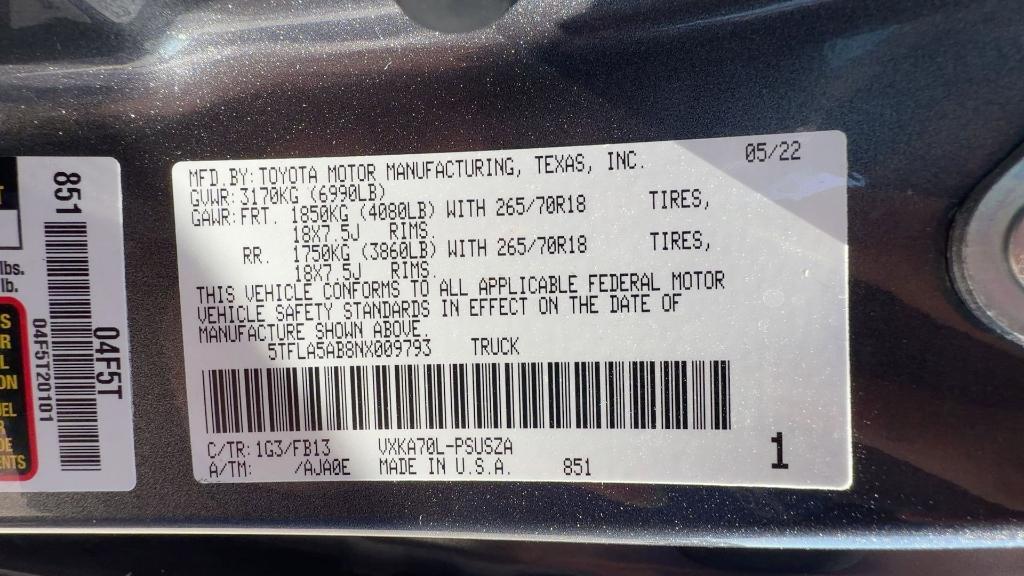 MFD. BY: TOYOTA MOTOR MANUFACTURING, TEXAS, INC. 05/22
GVWR: 3170KG (6990LB)
GAWR: FRT. 1850KG (4080LB) WITH 265/70R18 TIRES,
18X7.5J RIMS.
RR. 1750KG (3860LB) WITH 265/70R18 TIRES,
18X7.5J RIMS.
THIS VEHICLE CONFORMS TO ALL APPLICABLE FEDERAL MOTOR
VEHICLE SAFETY STANDARDS IN EFFECT ON THE DATE OF
MANUFACTURE SHOWN ABOVE.
5TFLA5AB8NX009793 TRUCK
C/TR: 1G3/FB13 VXKA70L-PSUSZA
A/TM: /AJA0E MADE IN U.S.A. 851
1
851
04F5T
04F5T20101
lbs.
lb.